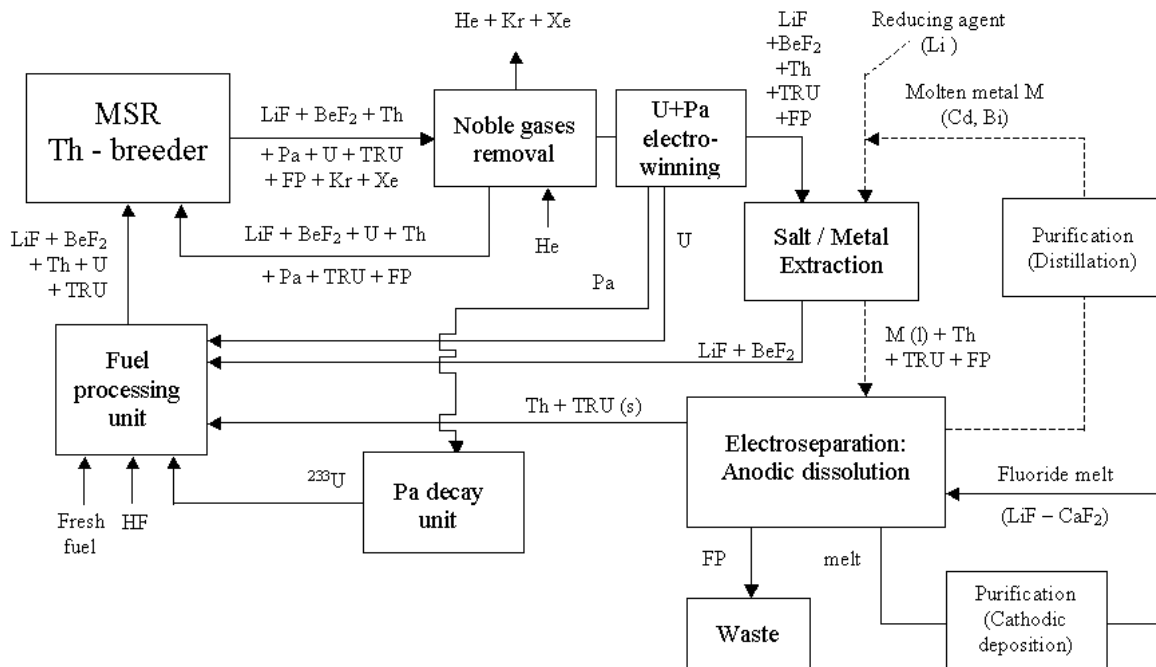 He + Kr + Xe
LiF
+BeF₂
+ Th
+TRU
+FP
Reducing agent
(Li )
Molten metal M
(Cd, Bi)
MSR
Th - breeder
LiF + BeF₂ + Th
+ Pa + U + TRU
+ FP + Kr + Xe
Noble gases
removal
U+Pa
electro-
winning
LiF + BeF₂ + U + Th
+ Pa + TRU + FP
He
Pa
U
Salt / Metal
Extraction
Purification
(Distillation)
LiF + BeF₂
+ Th + U
+ TRU
Fuel
processing
unit
LiF + BeF₂
M (l) + Th
+ TRU + FP
Th + TRU (s)
Electroseparation:
Anodic dissolution
Fluoride melt
(LiF – CaF₂)
²³³U
Pa decay
unit
Fresh
fuel
HF
FP
melt
Waste
Purification
(Cathodic
deposition)